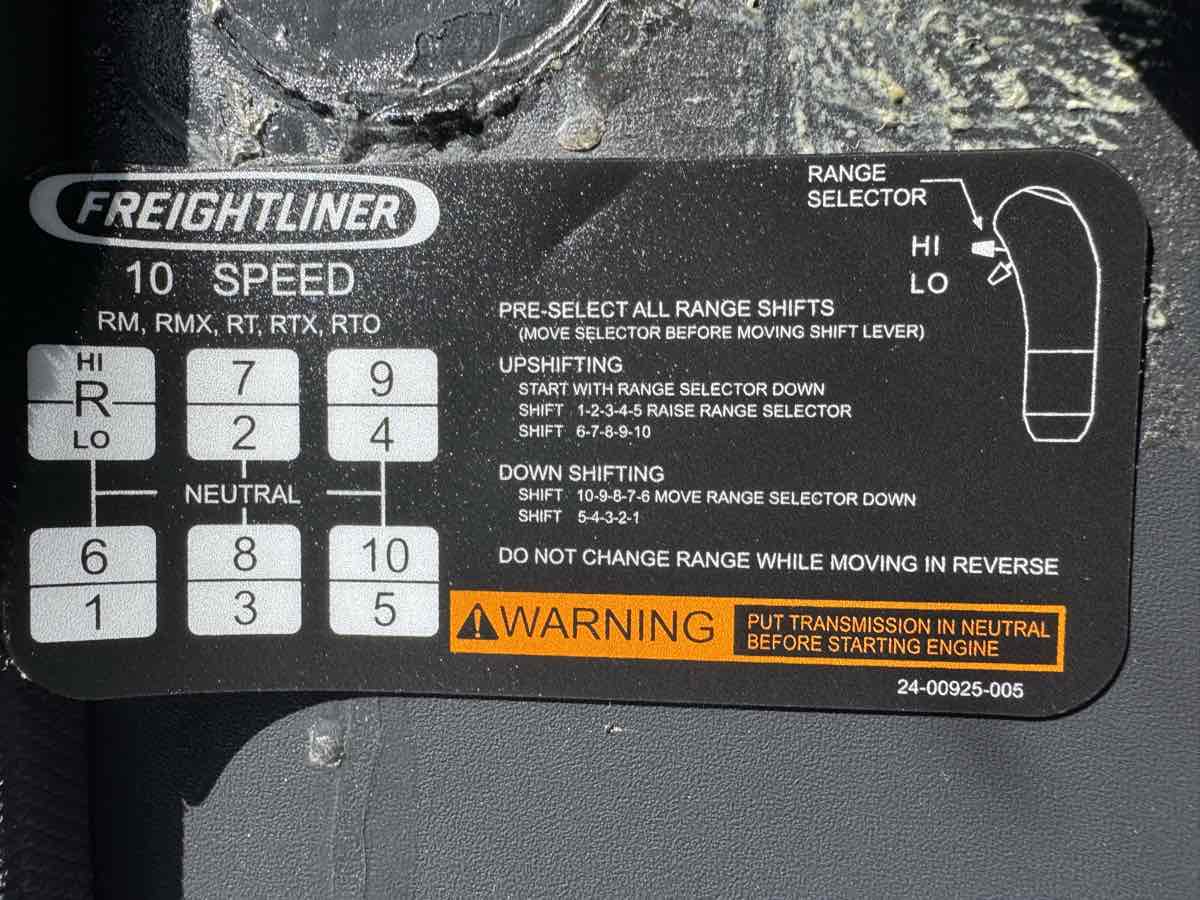 FREIGHTLINER
10 SPEED
RM, RMX, RT, RTX, RTO
HI
R
LO
7
2
9
4
NEUTRAL
6
1
8
3
10
5
RANGE
SELECTOR
HI
LO
PRE-SELECT ALL RANGE SHIFTS
(MOVE SELECTOR BEFORE MOVING SHIFT LEVER)
UPSHIFTING
START WITH RANGE SELECTOR DOWN
SHIFT 1-2-3-4-5 RAISE RANGE SELECTOR
SHIFT 6-7-8-9-10
DOWN SHIFTING
SHIFT 10-9-8-7-6 MOVE RANGE SELECTOR DOWN
SHIFT 5-4-3-2-1
DO NOT CHANGE RANGE WHILE MOVING IN REVERSE
WARNING
PUT TRANSMISSION IN NEUTRAL
BEFORE STARTING ENGINE
24-00925-005